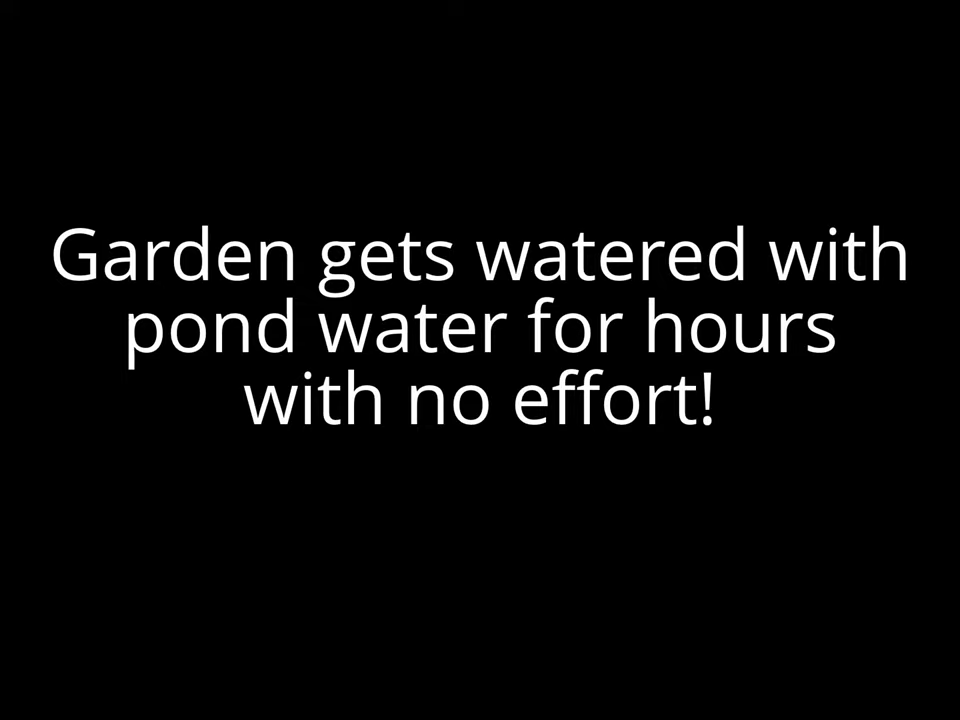 Garden gets watered with
pond water for hours
with no effort!